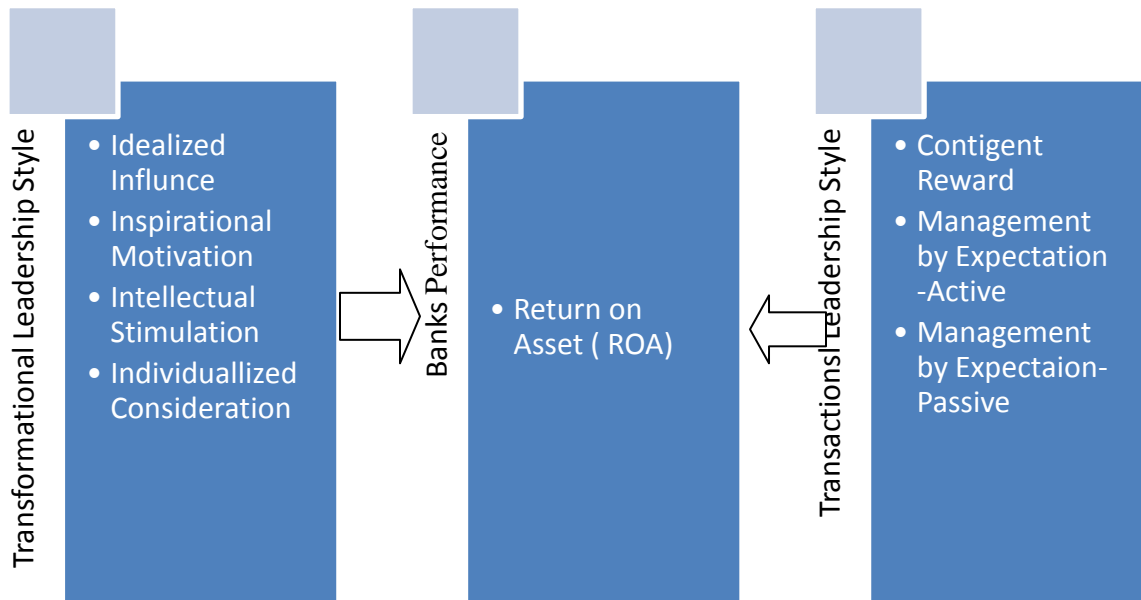 Transformational Leadership Style
• Idealized
Influnce
• Inspirational
Motivation
• Intellectual
Stimulation
• Individuallized
Consideration
Banks Performance
• Return on
Asset ( ROA)
Transactionsl Leadership Style
• Contigent
Reward
• Management
by Expectation
-Active
• Management
by Expectaion-
Passive